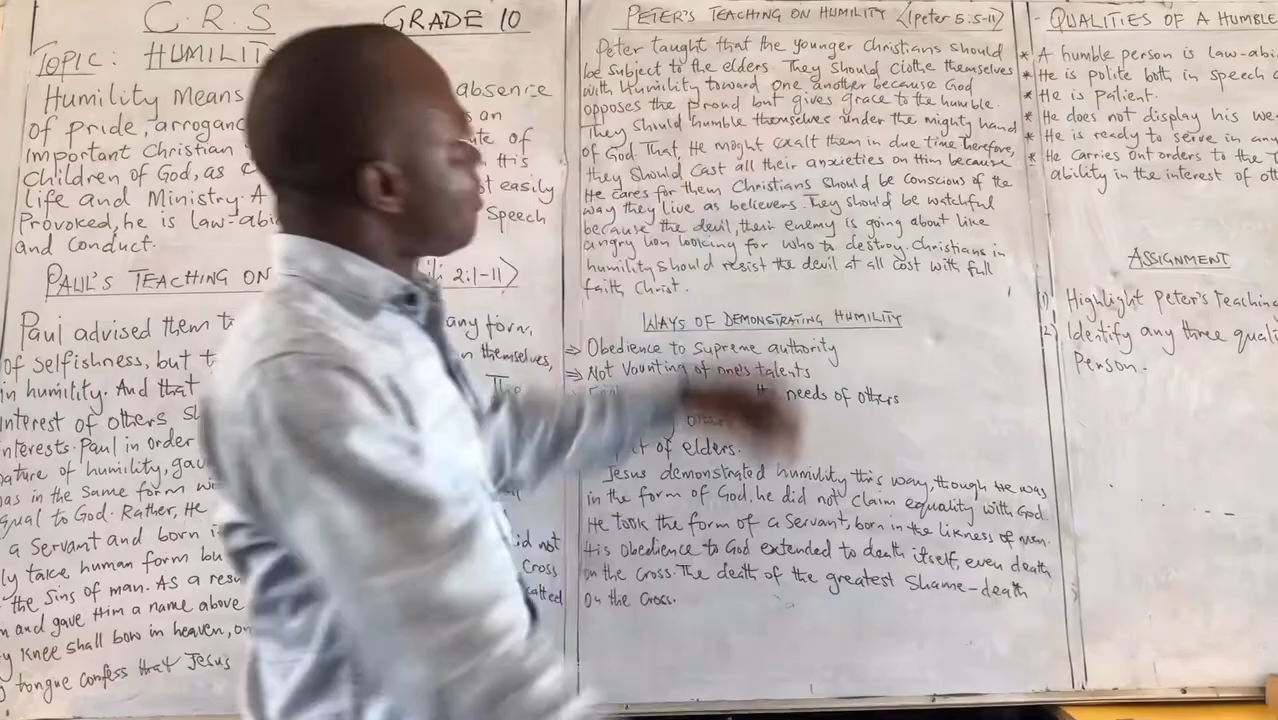 C.R.S GRADE 10
TOPIC: HUMILIT
Humility Means absence
of pride, arroganc s an
important Christian te of
children of God, as c His
life and Ministry. A t easily
Provoked, he is law-abi Speech
and conduct.
PAUL'S TEACHING ON 2:1-11>
Paul advised them t any form,
of selfishness, but t n themselves,
in humility. And that The
interest of others s
interests. Paul in order
nature of humility, gav
as in the same form w
qual to God. Rather, He
a Servant and born i
ly take human form bu did not
the sins of man. As a resu Cross
and gave Him a name above
y Knee shall bow in heaven, on
tongue confess that Jesus
PETER'S TEACHING ON HUMILITY <1Peter 5:5-11>
Peter taught that the younger Christians should
be subject to the elders. They should clothe themselves
with Humility toward one another because God
opposes the proud but gives grace to the humble.
They should humble themselves under the mighty hand
of God. That, He might exalt them in due time therefore,
they should cast all their anxieties on Him because
He cares for them Christians should be conscious of the
way they live as believers. They should be watchful
because the devil, their enemy is going about like
angry lion looking for who to destroy. Christians in
humility should resist the devil at all cost with full
faith Christ.
WAYS OF DEMONSTRATING HUMILITY
⇒ Obedience to Supreme authority
⇒ Not Vaunting of one's talents
needs of others
ct of elders.
Jesus demonstrated humility this way, though He was
in the form of God, he did not claim equality with God.
He took the form of a Servant, born in the likness of men.
His obedience to God extended to death itself, even death
on the cross. The death of the greatest Shame-death
On the Cross.
- QUALITIES OF A HUMBLE
* A humble person is law-abi
* He is polite both in speech
* He is patient.
* He does not display his we
* He is ready to serve in any
* He carries out orders to the
ability in the interest of ot
ASSIGNMENT
1) Highlight Peter's Teachin
2) Identify any three quali
Person.